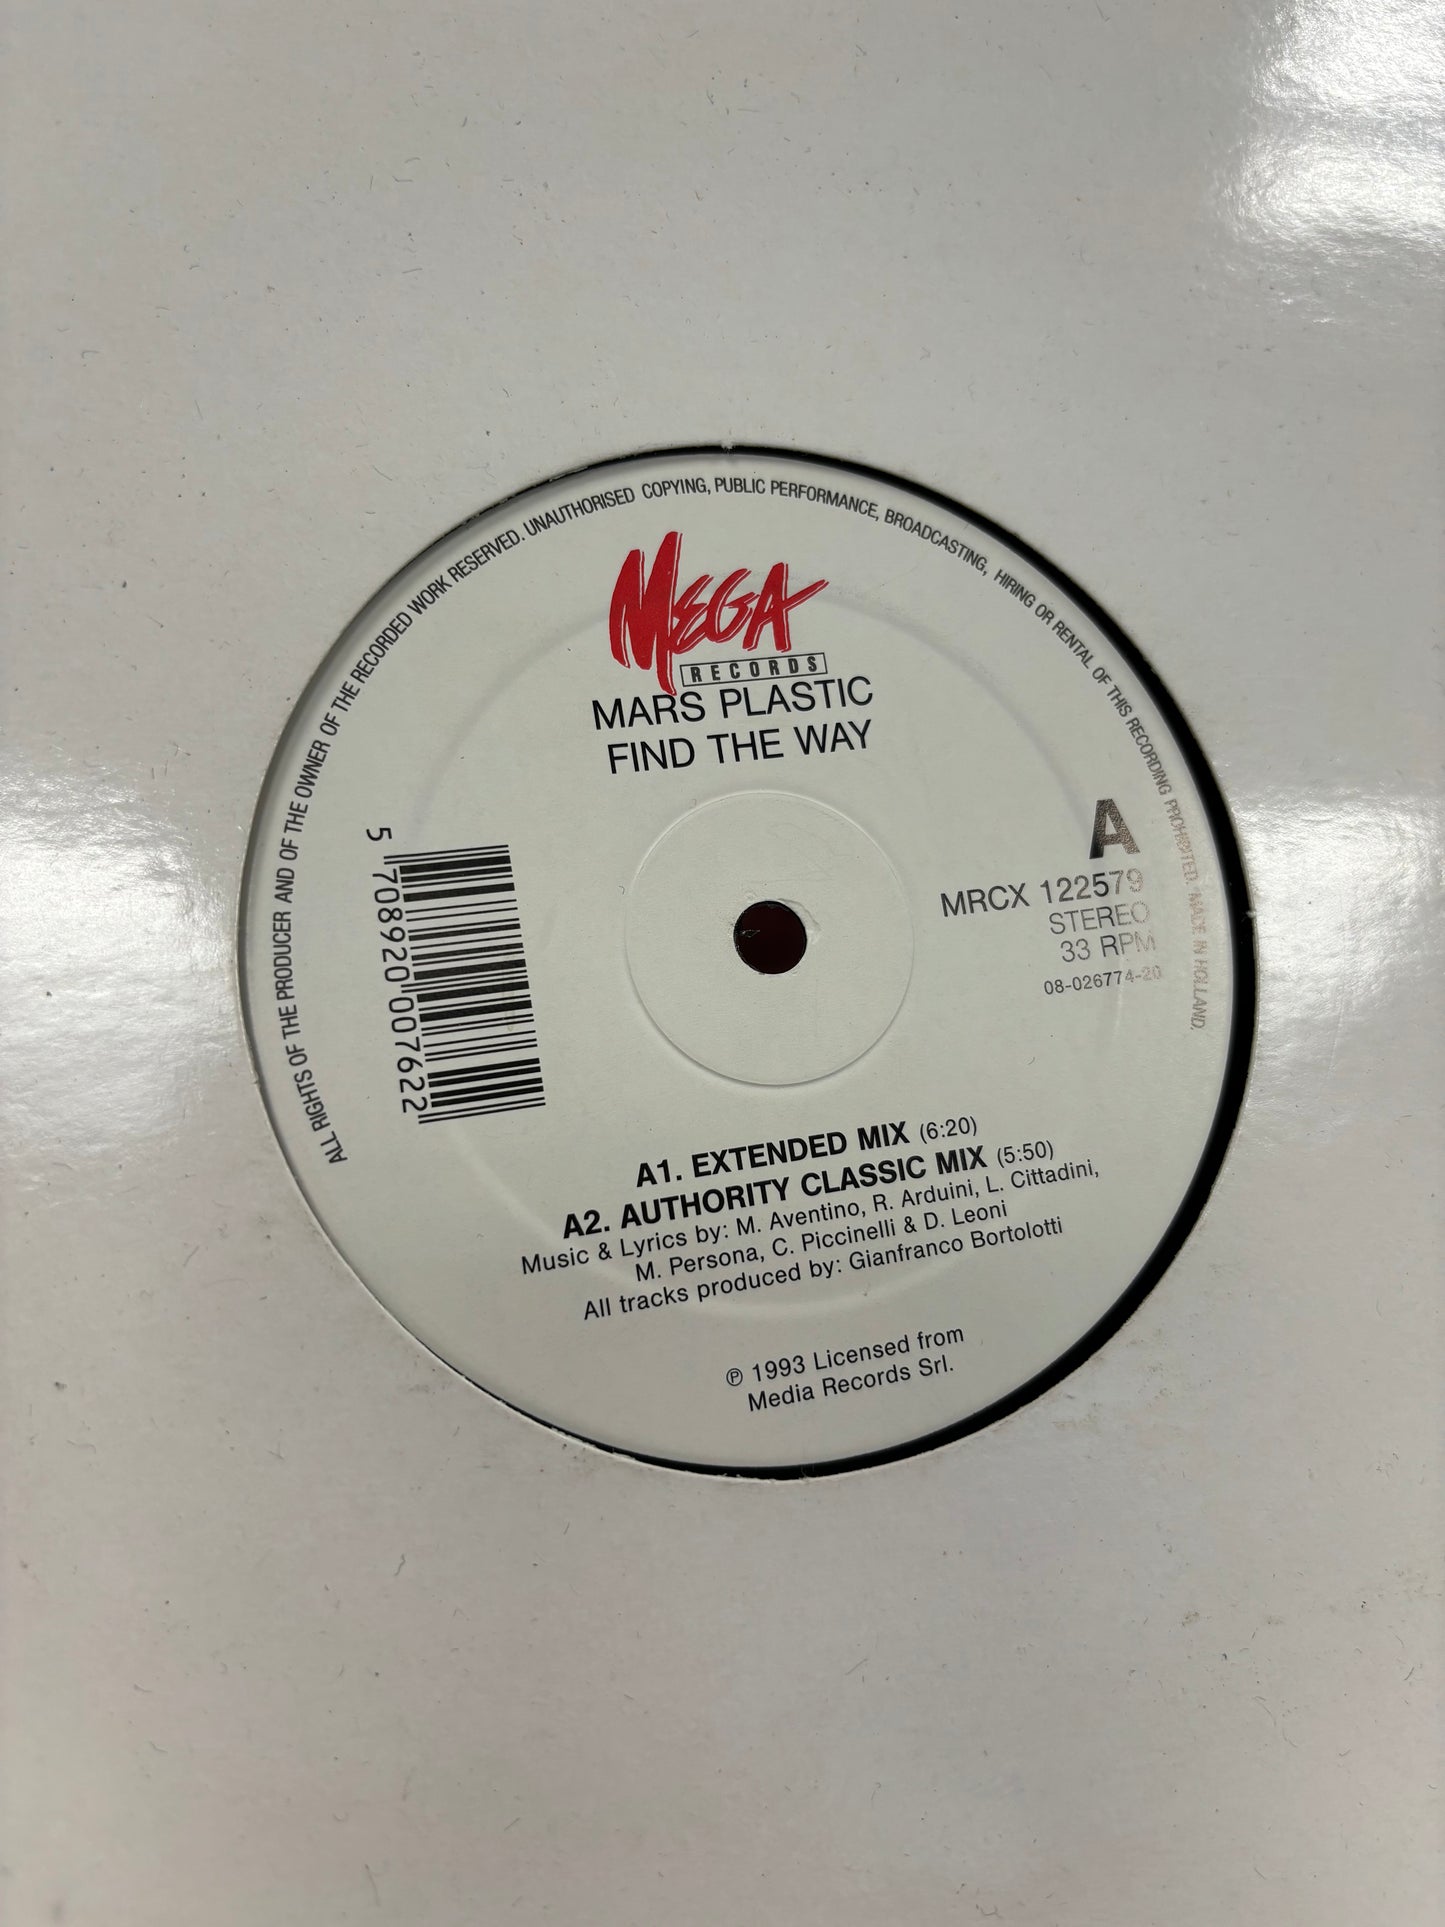 ALL RIGHTS OF THE PRODUCER AND OF THE OWNER OF THE RECORDED WORK RESERVED. UNAUTHORISED COPYING, PUBLIC PERFORMANCE, BROADCASTING, HIRING OR RENTAL OF THIS RECORDING PROHIBITED. MADE IN HOLLAND.
MEGA
RECORDS
MARS PLASTIC
FIND THE WAY
A
MRCX 122579
STEREO
33 RPM
08-026774-20
5 708920 007622
A1. EXTENDED MIX (6:20)
A2. AUTHORITY CLASSIC MIX (5:50)
Music & Lyrics by: M. Aventino, R. Arduini, L. Cittadini,
M. Persona, C. Piccinelli & D. Leoni
All tracks produced by: Gianfranco Bortolotti
℗ 1993 Licensed from
Media Records Srl.